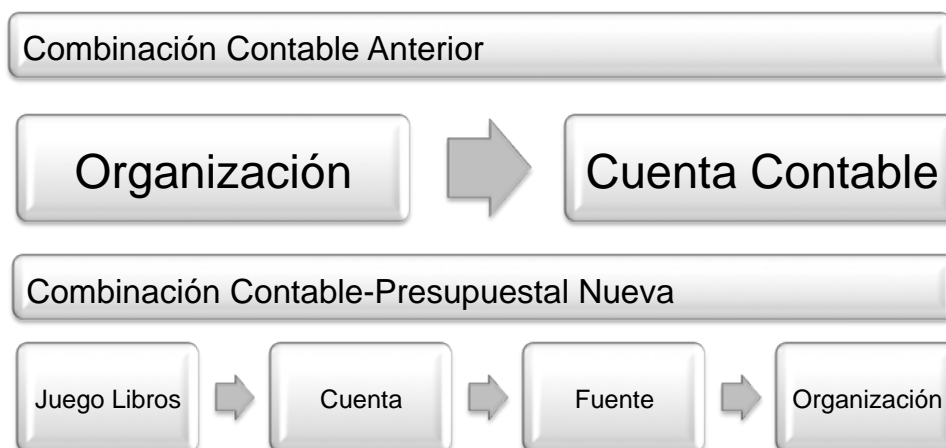 Combinación Contable Anterior
Organización
Cuenta Contable
Combinación Contable-Presupuestal Nueva
Juego Libros
Cuenta
Fuente
Organización